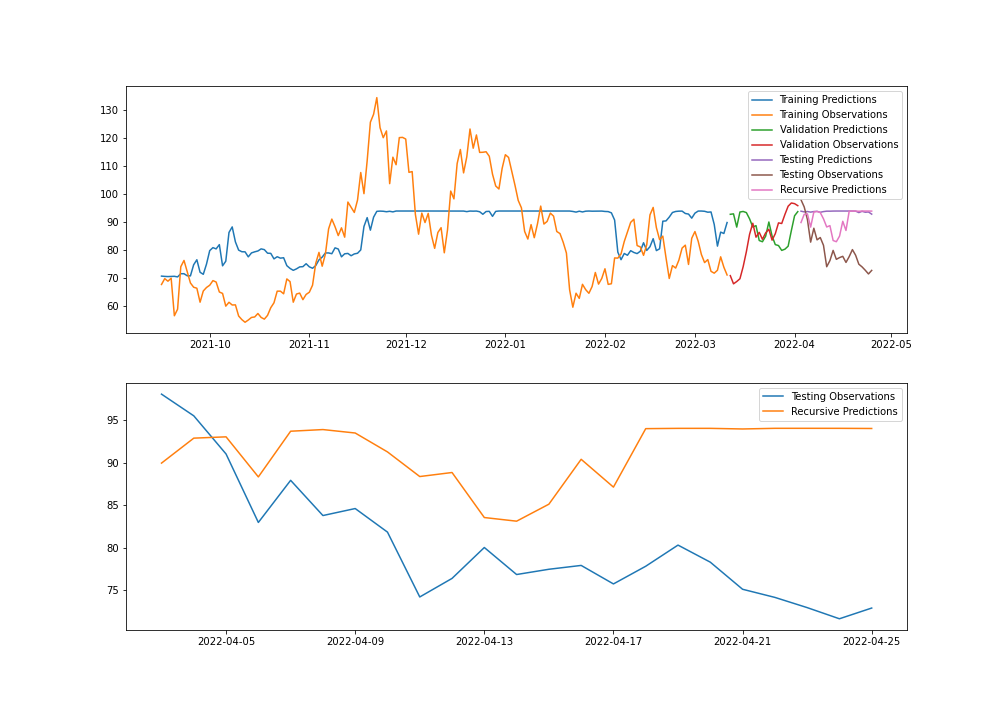 130
120
110
100
90
80
70
60
Training Predictions
Training Observations
Validation Predictions
Validation Observations
Testing Predictions
Testing Observations
Recursive Predictions
2021-10 2021-11 2021-12 2022-01 2022-02 2022-03 2022-04 2022-05
95
90
85
80
75
Testing Observations
Recursive Predictions
2022-04-05 2022-04-09 2022-04-13 2022-04-17 2022-04-21 2022-04-25